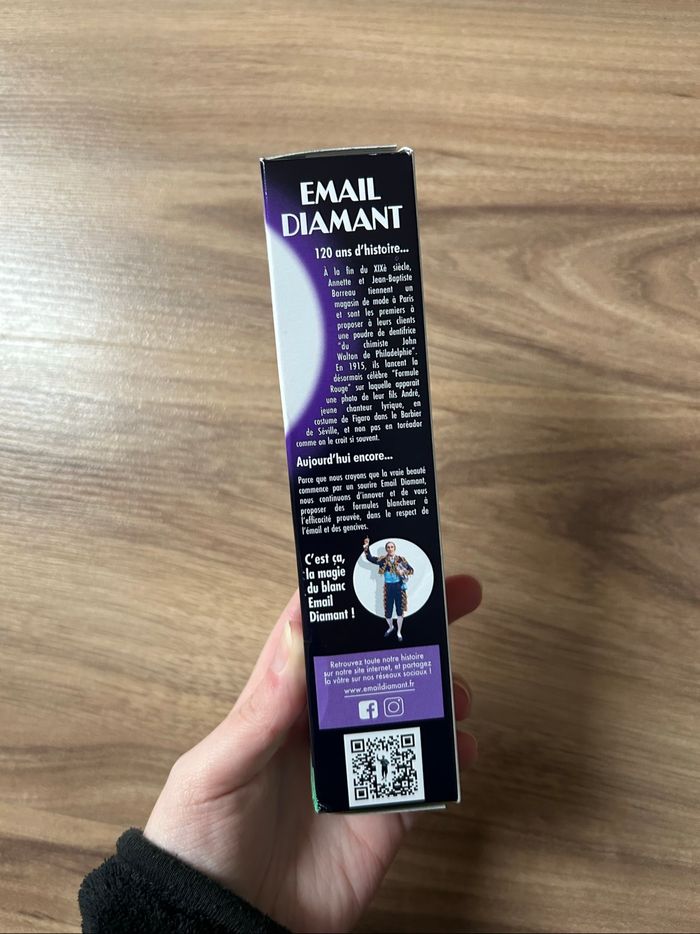 EMAIL
DIAMANT
120 ans d'histoire...
À la fin du XIXè siècle,
Annette et Jean-Baptiste
Barreau tiennent un
magasin de mode à Paris
et sont les premiers à
proposer à leurs clients
une poudre de dentifrice
"du chimiste John
Walton de Philadelphie".
En 1915, ils lancent la
désormais célèbre "Formule
Rouge" sur laquelle apparait
une photo de leur fils André,
jeune chanteur lyrique, en
costume de Figaro dans le Barbier
de Séville, et non pas en toréador
comme on le croit si souvent.
Aujourd'hui encore...
Parce que nous croyons que la vraie beauté
commence par un sourire Email Diamant,
nous continuons d'innover et de vous
proposer des formules blancheur à
l'efficacité prouvée, dans le respect de
l'émail et des gencives.
C'est ça,
la magie
du blanc
Email
Diamant !
Retrouvez toute notre histoire
sur notre site internet, et partagez
la vôtre sur nos réseaux sociaux !
www.emaildiamant.fr